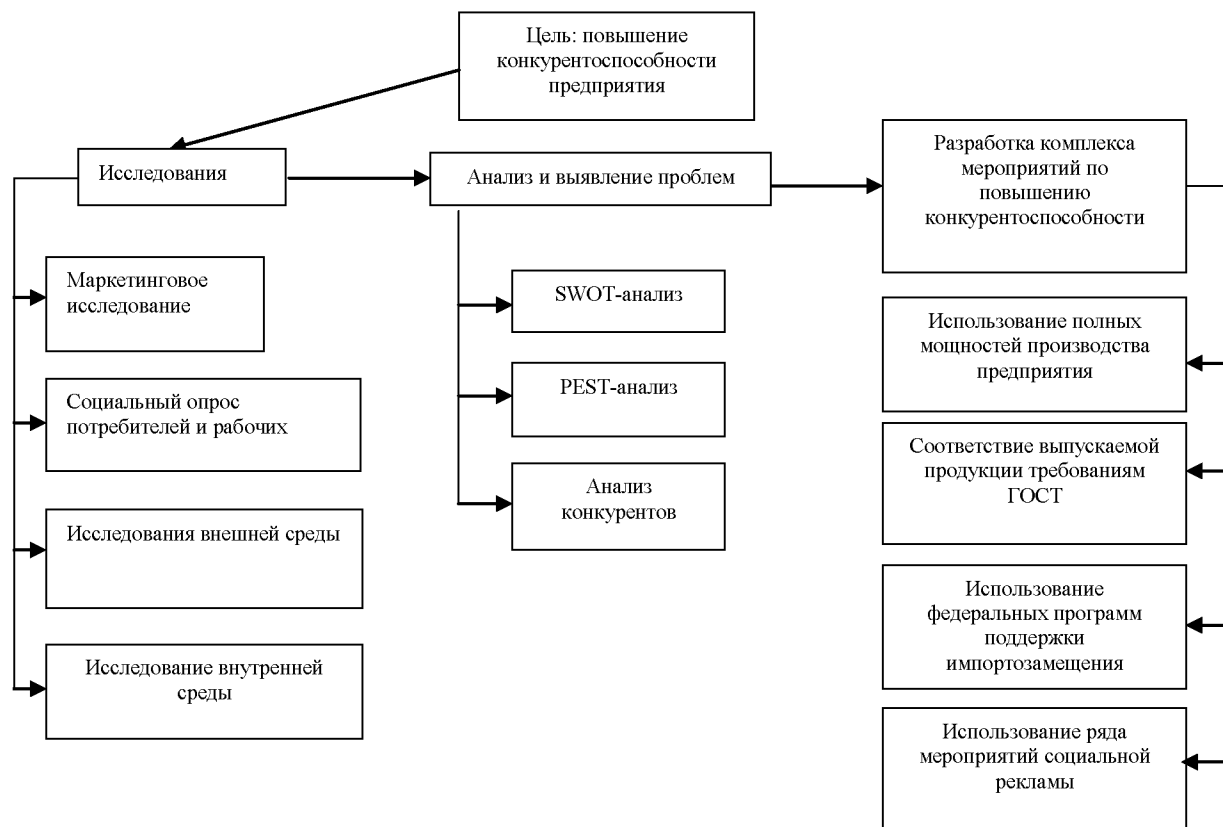 Цель: повышение
конкурентоспособности
предприятия
Исследования
Анализ и выявление проблем
Разработка комплекса
мероприятий по
повышению
конкурентоспособности
Маркетинговое
исследование
Социальный опрос
потребителей и рабочих
Исследования внешней среды
Исследование внутренней
среды
SWOT-анализ
PEST-анализ
Анализ
конкурентов
Использование полных
мощностей производства
предприятия
Соответствие выпускаемой
продукции требованиям
ГОСТ
Использование
федеральных программ
поддержки
импортозамещения
Использование ряда
мероприятий социальной
рекламы